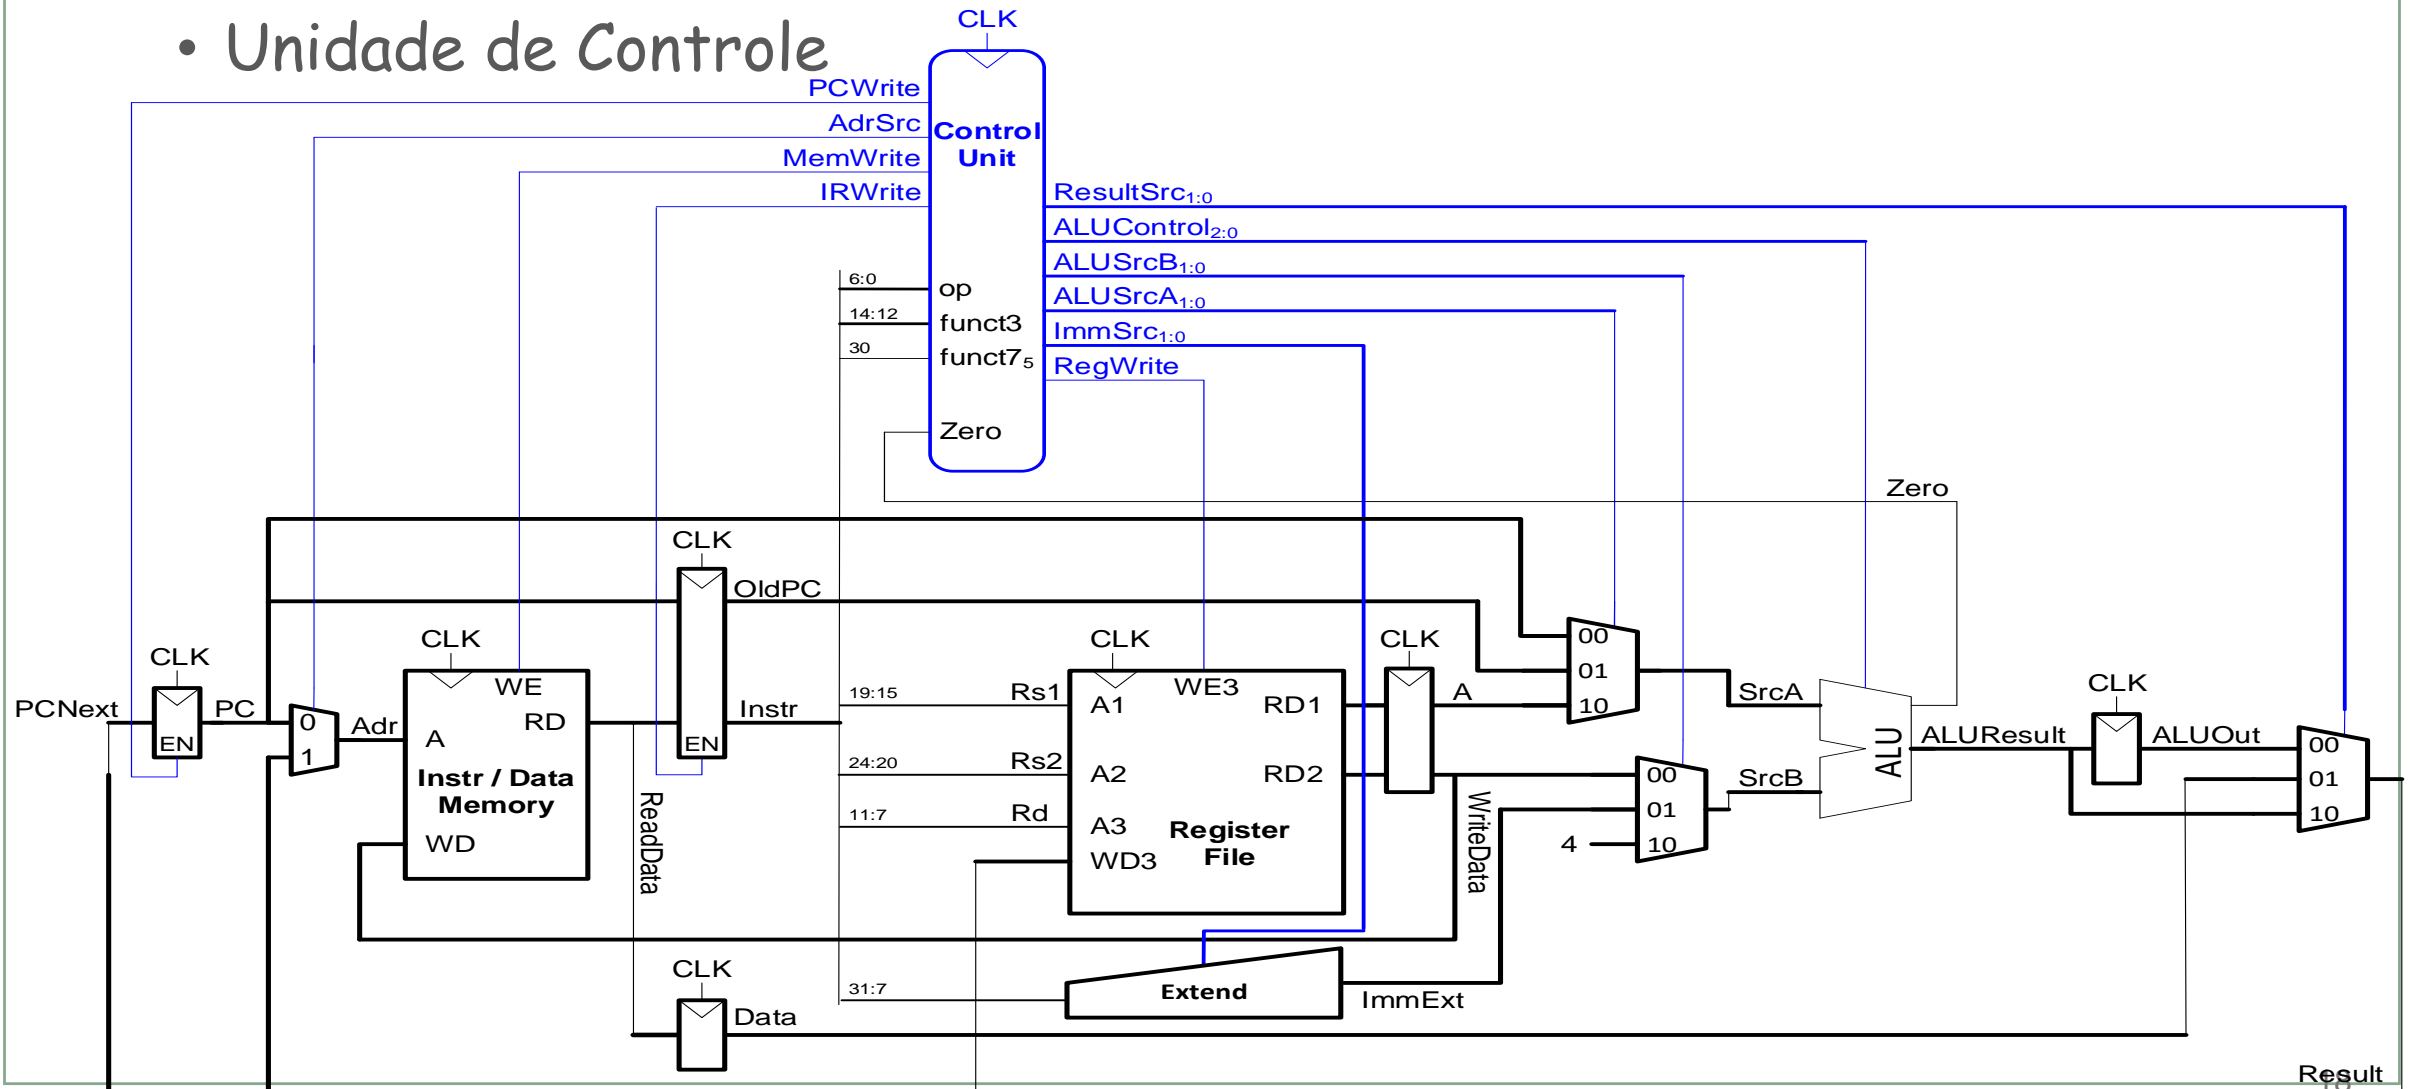 • Unidade de Controle
CLK
PCWrite
AdrSrc
MemWrite
IRWrite
Control
Unit
ResultSrc1:0
ALUControl2:0
ALUSrcB1:0
ALUSrcA1:0
ImmSrc1:0
RegWrite
6:0
op
14:12
funct3
30
funct75
Zero
Zero
CLK
OldPC
CLK
PCNext
EN
PC
0
1
Adr
CLK
WE
A
RD
Instr / Data
Memory
WD
EN
Instr
ReadData
19:15
Rs1
24:20
Rs2
11:7
Rd
31:7
CLK
WE3
A1
RD1
A2
RD2
A3
WD3
Register
File
CLK
A
WriteData
00
01
10
SrcA
00
01
4
10
SrcB
ALU
ALUResult
CLK
ALUOut
00
01
10
Extend
ImmExt
CLK
Data
Result